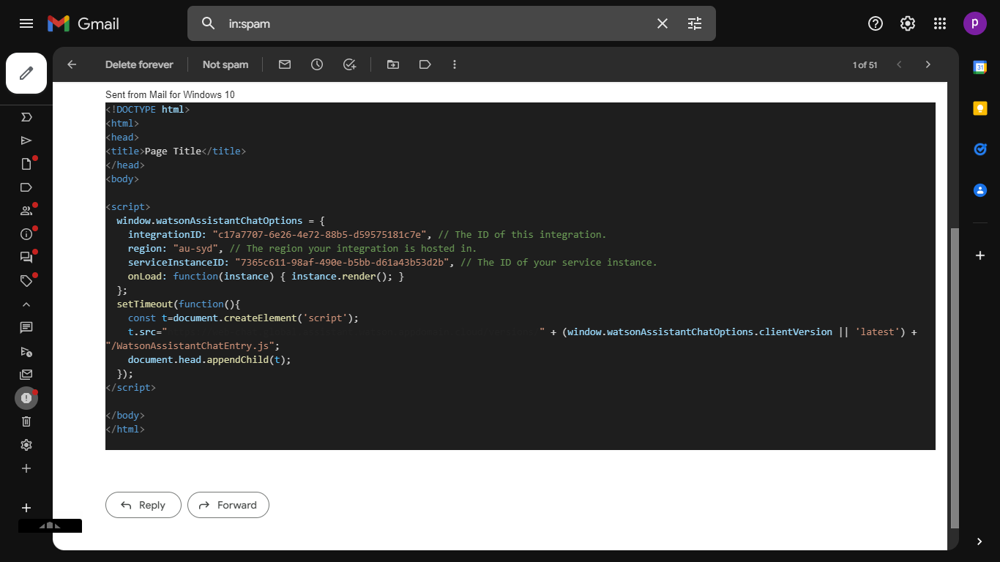 Gmail
in:spam
p
Delete forever
Not spam
1 of 51
31
Sent from Mail for Windows 10
<!DOCTYPE html>
<html>
<head>
<title>Page Title</title>
</head>
<body>
<script>
window.watsonAssistantChatOptions = {
integrationID: "c17a7707-6e26-4e72-88b5-d59575181c7e", // The ID of this integration.
region: "au-syd", // The region your integration is hosted in.
serviceInstanceID: "7365c611-98af-490e-b5bb-d61a43b53d2b", // The ID of your service instance.
onLoad: function(instance) { instance.render(); }
};
setTimeout(function(){
const t=document.createElement('script');
t.src=" " + (window.watsonAssistantChatOptions.clientVersion || 'latest') +
"/WatsonAssistantChatEntry.js";
document.head.appendChild(t);
});
</script>
</body>
</html>
Reply
Forward